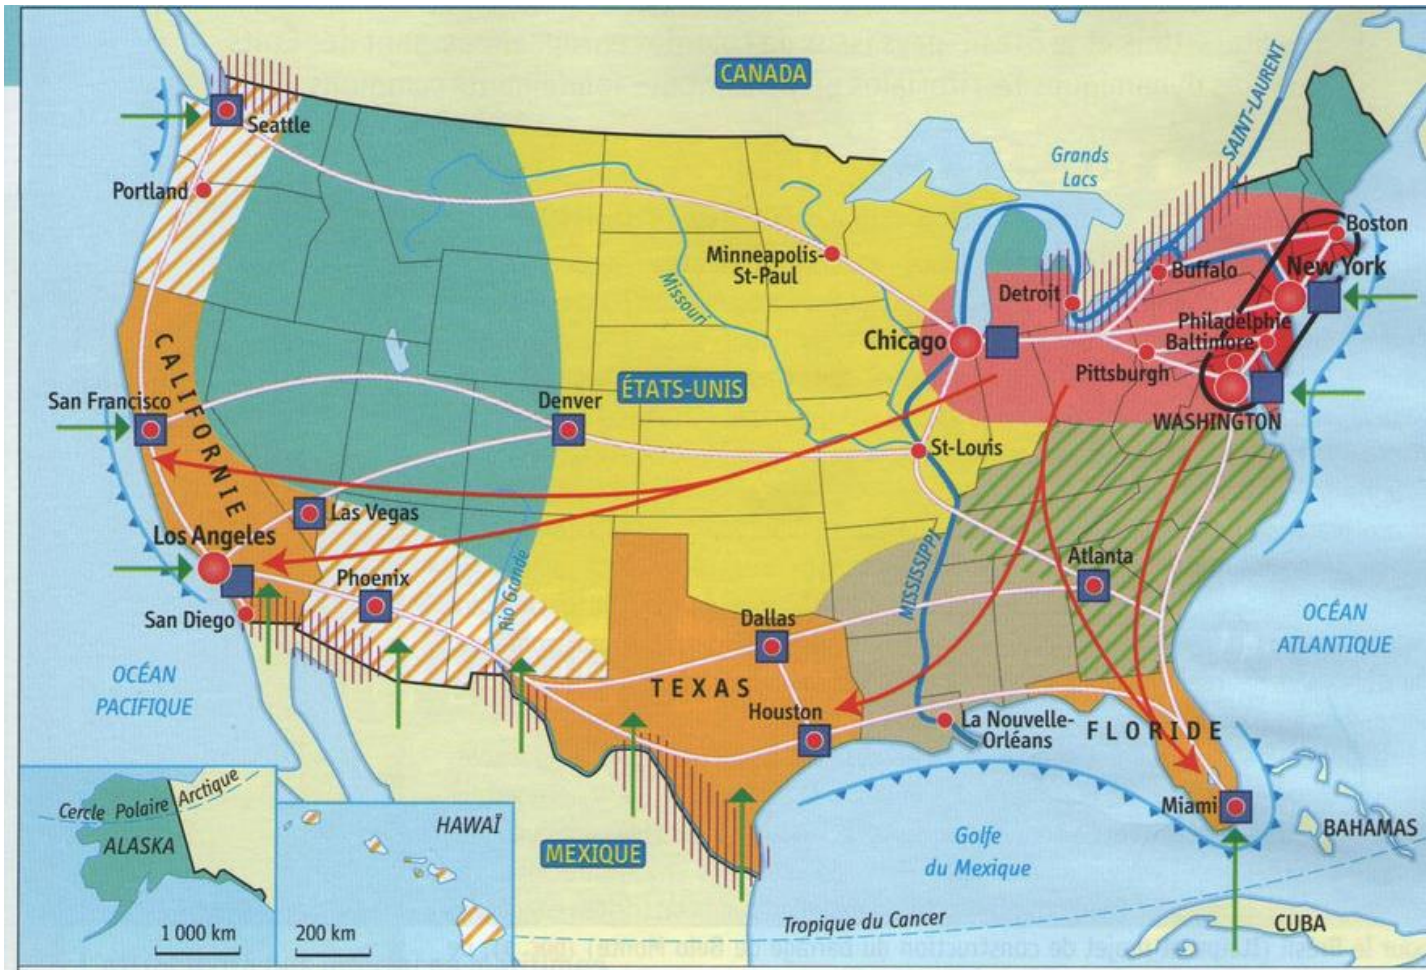 CANADA
SAINT-LAURENT
Seattle
Grands
Lacs
Portland
Boston
Minneapolis-
St-Paul
Buffalo
New York
Missouri
Detroit
Philadelphie
Chicago
Baltimore
Pittsburgh
CALIFORNIE
ÉTATS-UNIS
San Francisco
Denver
WASHINGTON
St-Louis
Las Vegas
Los Angeles
MISSISSIPPI
Atlanta
Phoenix
Rio Grande
San Diego
Dallas
OCÉAN
ATLANTIQUE
OCÉAN
PACIFIQUE
TEXAS
Houston
La Nouvelle-
Orléans
FLORIDE
Cercle Polaire Arctique
ALASKA
HAWAÏ
MEXIQUE
Miami
BAHAMAS
Golfe
du Mexique
1 000 km
200 km
Tropique du Cancer
CUBA